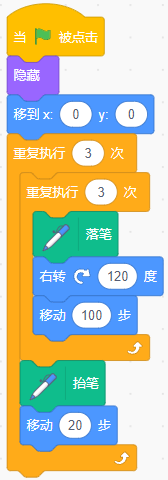 当 被点击
隐藏
移到 x: 0 y: 0
重复执行 3 次
重复执行 3 次
落笔
右转 120 度
移动 100 步
抬笔
移动 20 步